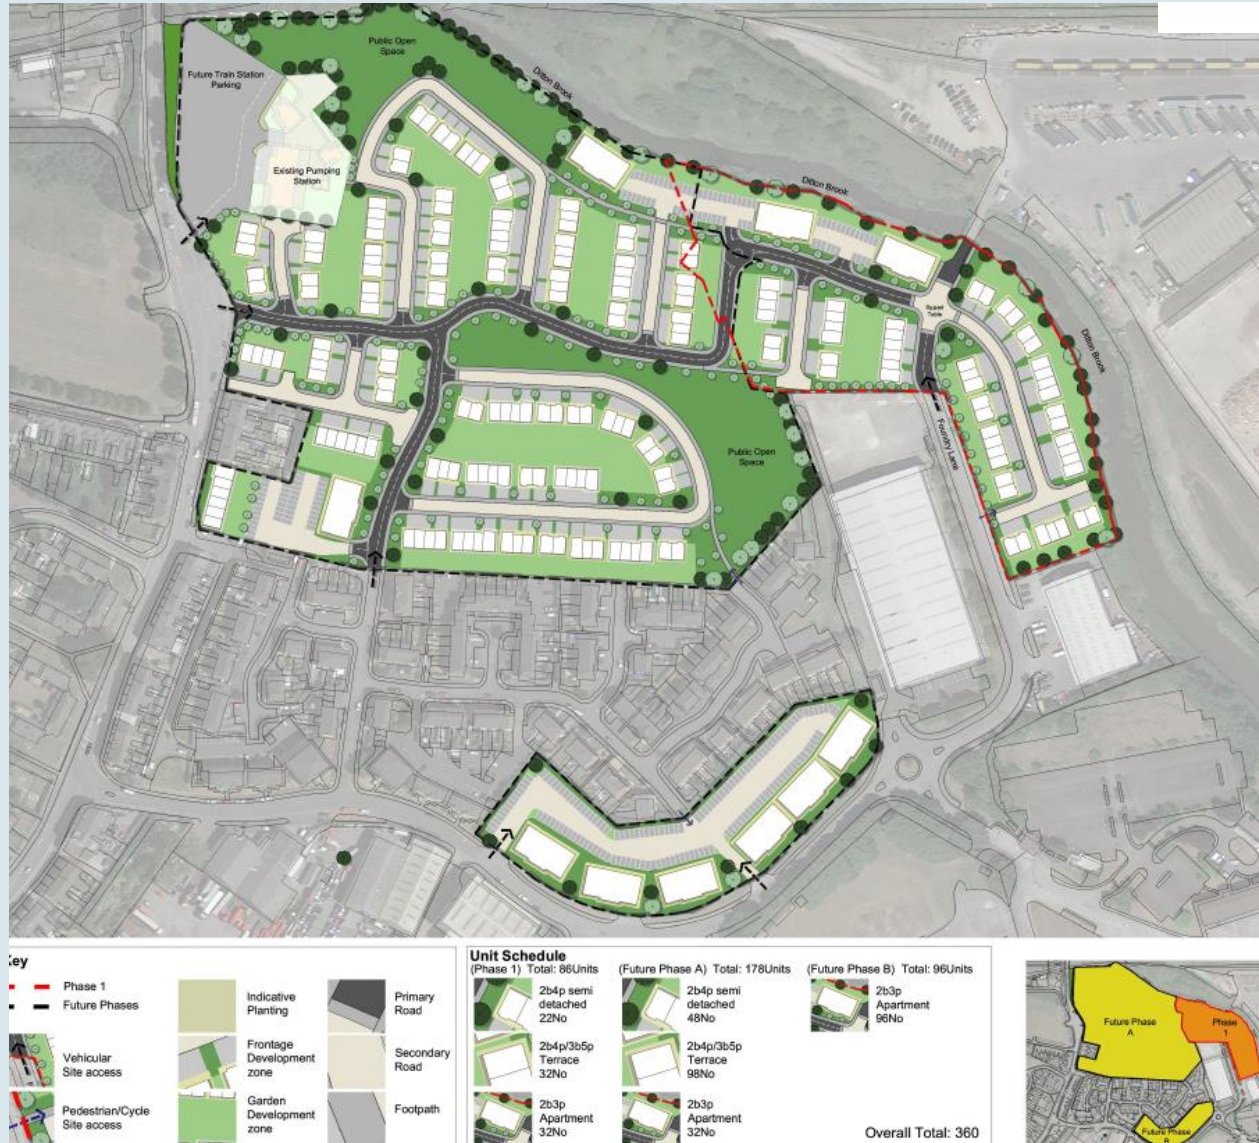 Public Open
Space
Future Train Station
Parking
Ditton Brook
Existing Pumping
Station
Ditton Brook
Raised
Table
Ditton Brook
Foundry Lane
Public Open
Space
Key
Phase 1
Future Phases
Vehicular
Site access
Pedestrian/Cycle
Site access
Indicative
Planting
Frontage
Development
zone
Garden
Development
zone
Primary
Road
Secondary
Road
Footpath
Unit Schedule
(Phase 1) Total: 86Units
2b4p semi
detached
22No
2b4p/3b5p
Terrace
32No
2b3p
Apartment
32No
(Future Phase A) Total: 178Units
2b4p semi
detached
48No
2b4p/3b5p
Terrace
98No
2b3p
Apartment
32No
(Future Phase B) Total: 96Units
2b3p
Apartment
96No
Overall Total: 360
Future Phase
A
Phase
1
Future Phase
B